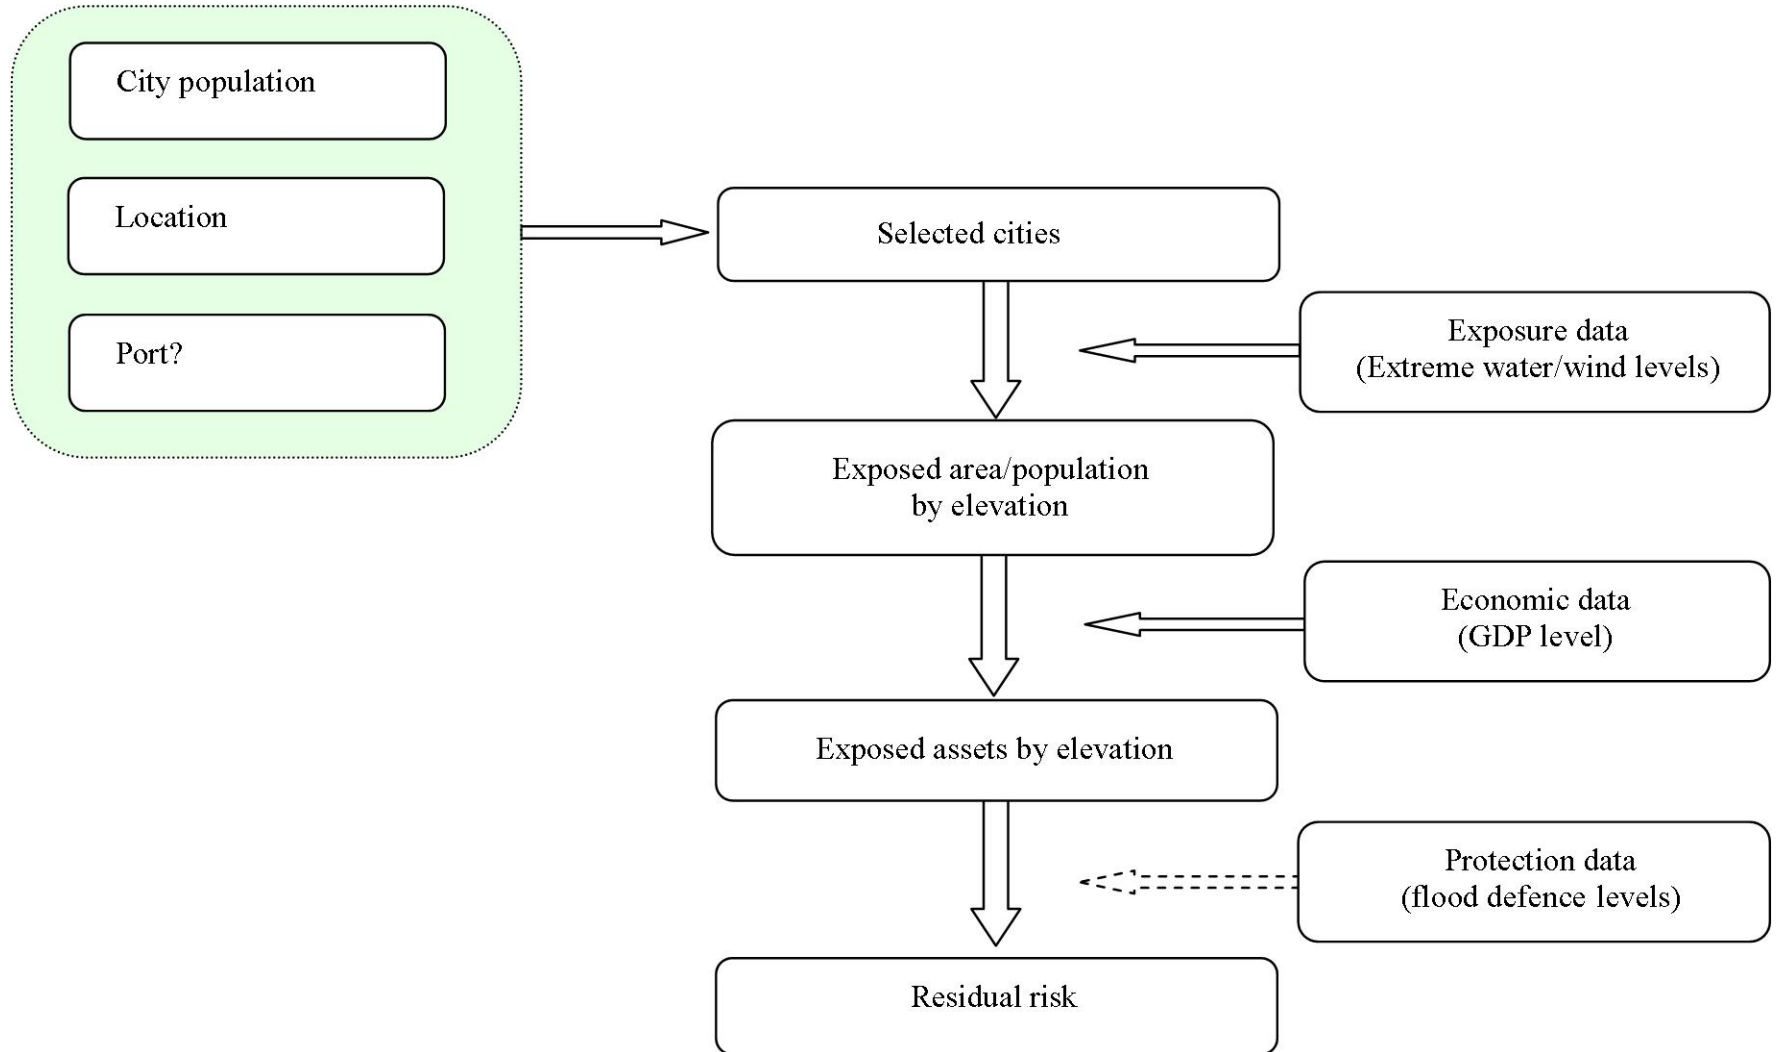 City population
Location
Port?
Selected cities
Exposure data
(Extreme water/wind levels)
Exposed area/population
by elevation
Economic data
(GDP level)
Exposed assets by elevation
Protection data
(flood defence levels)
Residual risk